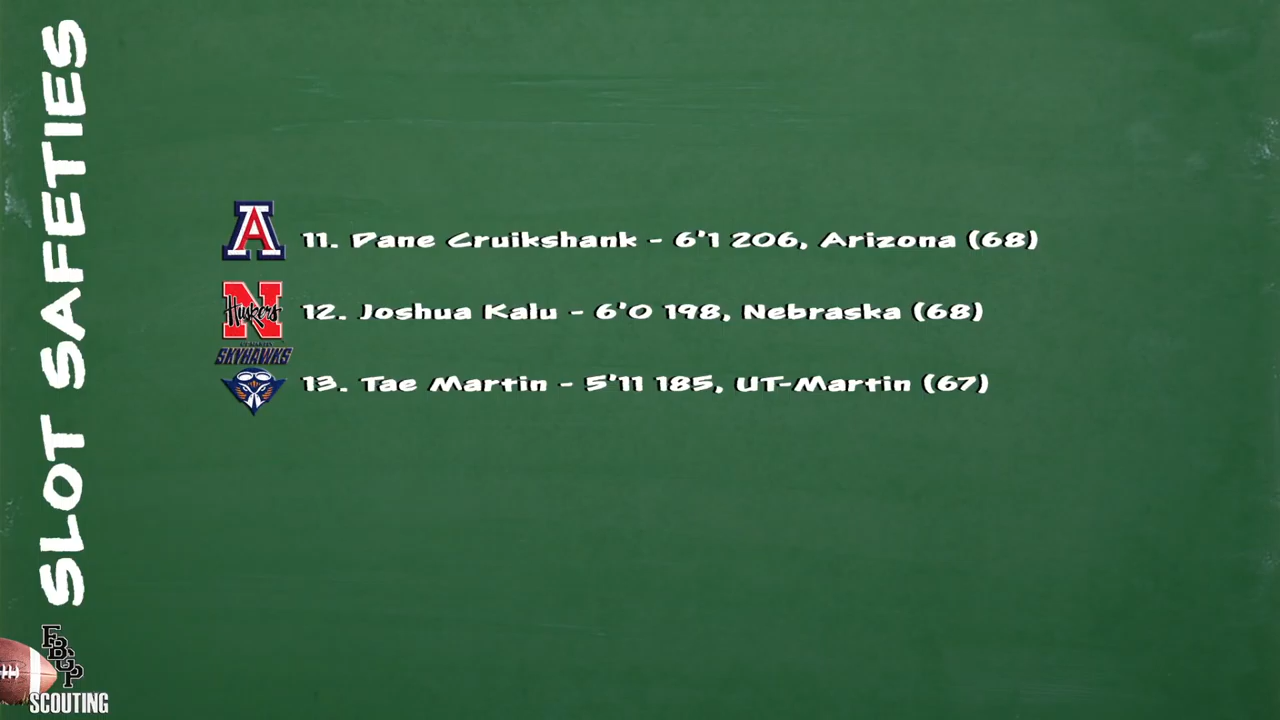 SLOT SAFETIES
A
11. Dane Cruikshank - 6'1 206, Arizona (68)
N
Huskers
12. Joshua Kalu - 6'0 198, Nebraska (68)
SKYHAWKS
13. Tae Martin - 5'11 185, UT-Martin (67)
FBGP
SCOUTING